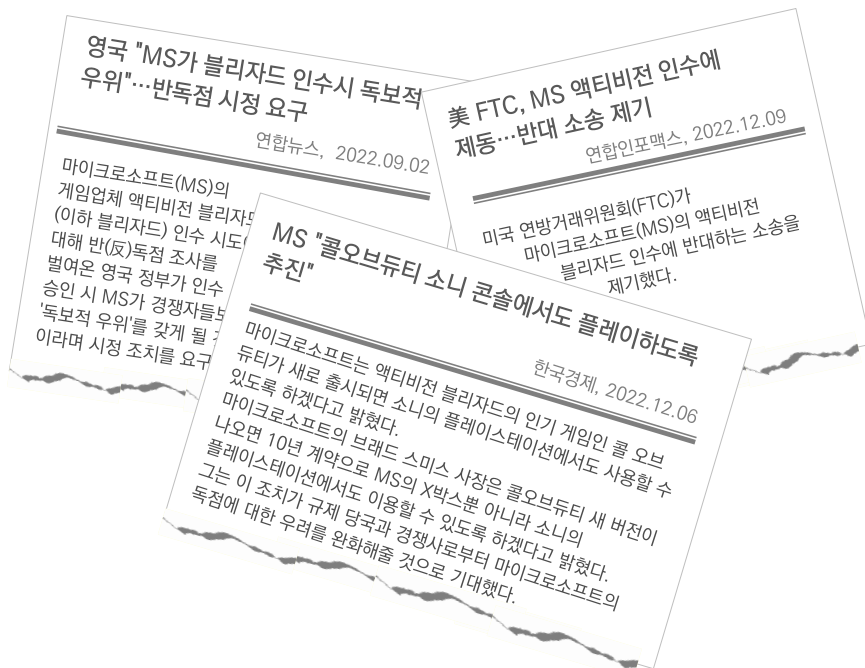 영국 "MS가 블리자드 인수시 독보적
우위"…반독점 시정 요구
연합뉴스, 2022.09.02
마이크로소프트(MS)의
게임업체 액티비전 블리자드
(이하 블리자드) 인수 시도
대해 반(反)독점 조사를
벌여온 영국 정부가 인수
승인 시 MS가 경쟁자들
'독보적 우위'를 갖게 될
이라며 시정 조치를 요구
美 FTC, MS 액티비전 인수에
제동…반대 소송 제기
연합인포맥스, 2022.12.09
미국 연방거래위원회(FTC)가
마이크로소프트(MS)의 액티비전
블리자드 인수에 반대하는 소송을
제기했다.
MS "콜오브듀티 소니 콘솔에서도 플레이하도록
추진"
한국경제, 2022.12.06
마이크로소프트는 액티비전 블리자드의 인기 게임인 콜 오브
듀티가 새로 출시되면 소니의 플레이스테이션에서도 사용할 수
있도록 하겠다고 밝혔다.
마이크로소프트의 브래드 스미스 사장은 콜오브듀티 새 버전이
나오면 10년 계약으로 MS의 X박스뿐 아니라 소니의
플레이스테이션에서도 이용할 수 있도록 하겠다고 밝혔다.
그는 이 조치가 규제 당국과 경쟁사로부터 마이크로소프트의
독점에 대한 우려를 완화해줄 것으로 기대했다.